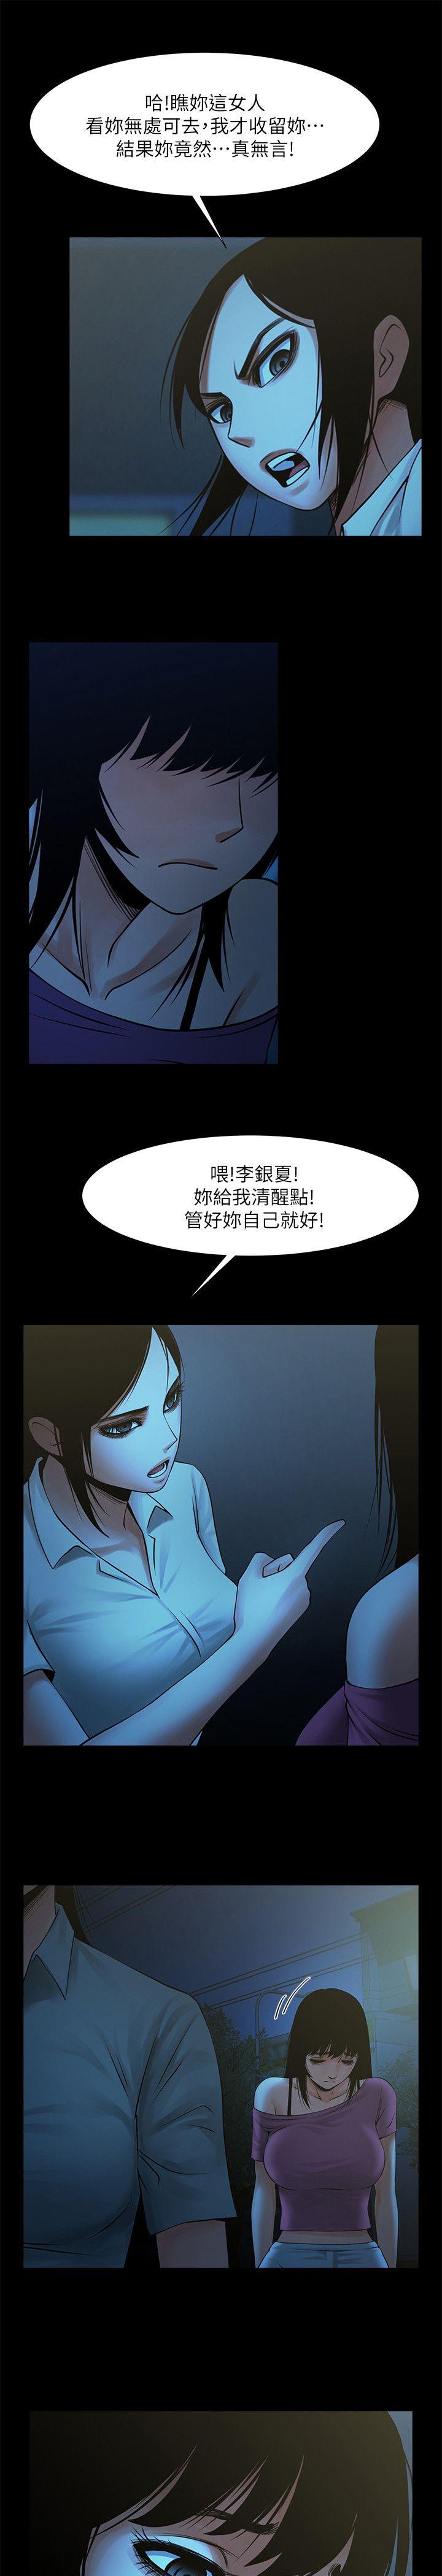 哈!瞧妳這女人
看妳無處可去，我才收留妳…
結果妳竟然…真無言!
喂!李銀夏!
妳給我清醒點!
管好妳自己就好!